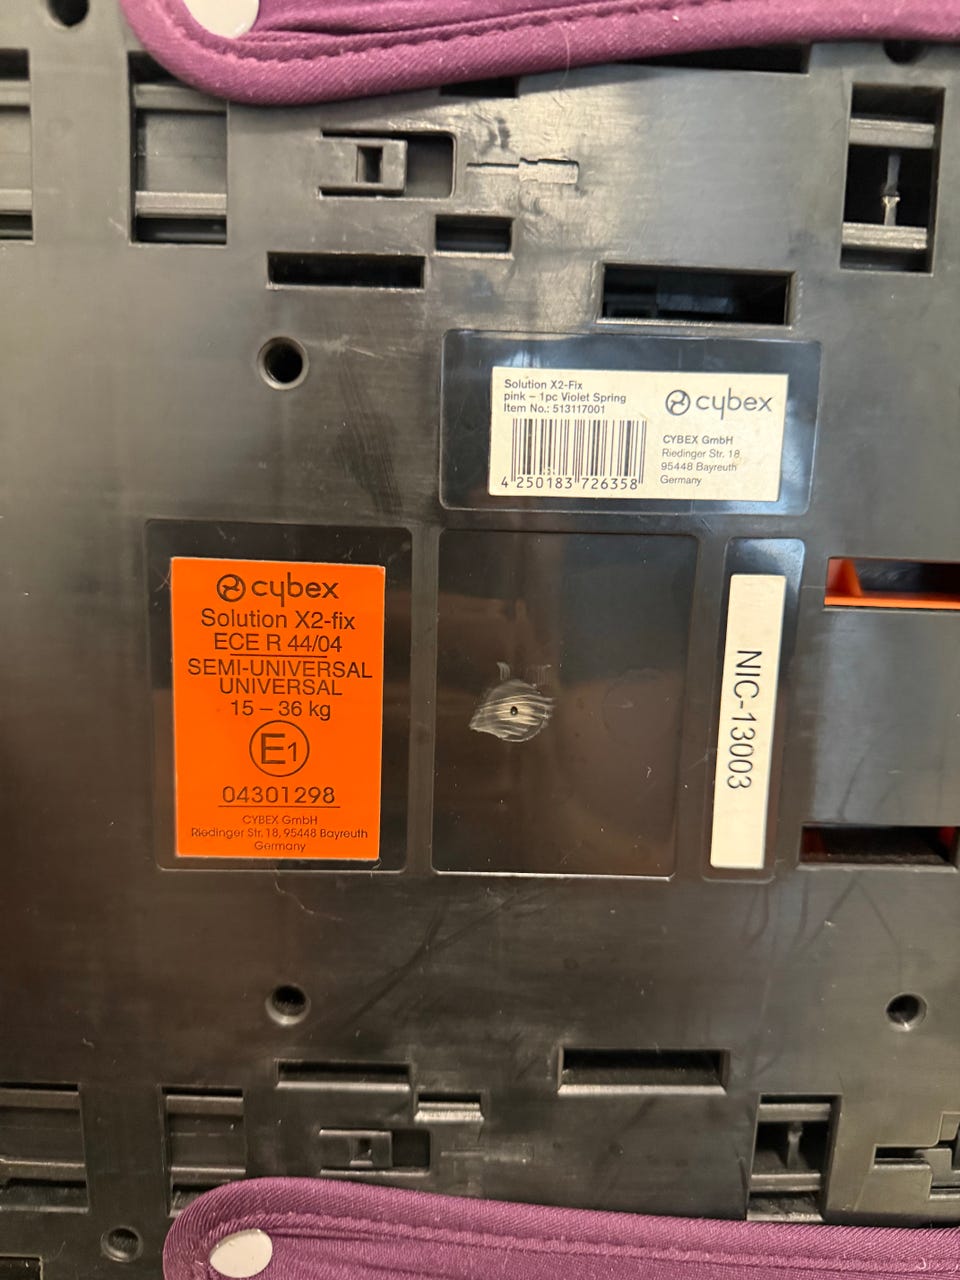 Solution X2-Fix
pink – 1pc Violet Spring
Item No.: 513117001
cybex
CYBEX GmbH
Riedinger Str. 18,
95448 Bayreuth
Germany
4 250183 726358
cybex
Solution X2-fix
ECE R 44/04
SEMI-UNIVERSAL
UNIVERSAL
15 – 36 kg
E1
04301298
CYBEX GmbH
Riedinger Str. 18, 95448 Bayreuth
Germany
NIC-13003